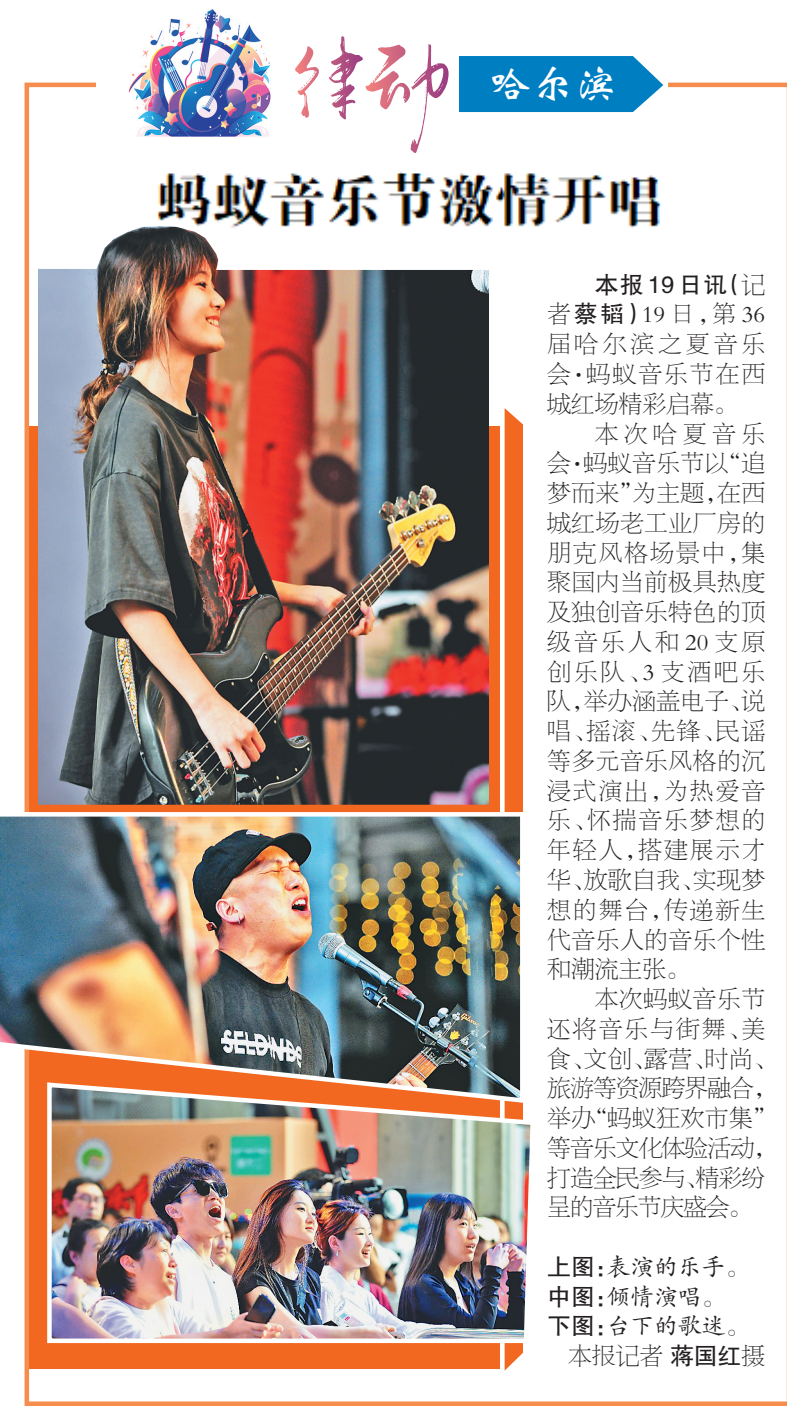 律动
哈尔滨
蚂蚁音乐节激情开唱
本报19日讯(记
者蔡韬)19日,第36
届哈尔滨之夏音乐
会·蚂蚁音乐节在西
城红场精彩启幕。
本次哈夏音乐
会·蚂蚁音乐节以“追
梦而来”为主题,在西
城红场老工业厂房的
朋克风格场景中,集
聚国内当前极具热度
及独创音乐特色的顶
级音乐人和20支原
创乐队、3支酒吧乐
队,举办涵盖电子、说
唱、摇滚、先锋、民谣
等多元音乐风格的沉
浸式演出,为热爱音
乐、怀揣音乐梦想的
年轻人,搭建展示才
华、放歌自我、实现梦
想的舞台,传递新生
代音乐人的音乐个性
和潮流主张。
本次蚂蚁音乐节
还将音乐与街舞、美
食、文创、露营、时尚、
旅游等资源跨界融合,
举办“蚂蚁狂欢市集”
等音乐文化体验活动,
打造全民参与、精彩纷
呈的音乐节庆盛会。
上图:表演的乐手。
中图:倾情演唱。
下图:台下的歌迷。
本报记者 蒋国红摄